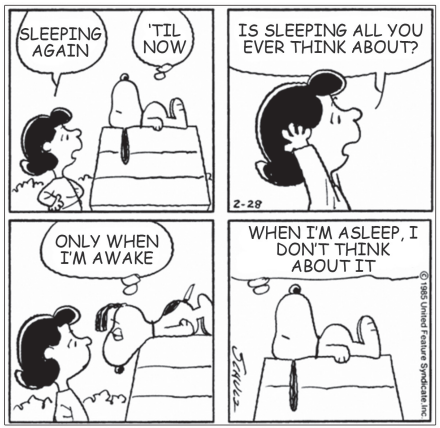 SLEEPING
AGAIN
'TIL
NOW
IS SLEEPING ALL YOU
EVER THINK ABOUT?
2-28
ONLY WHEN
I'M AWAKE
WHEN I'M ASLEEP, I
DON'T THINK
ABOUT IT
SCHULZ
© 1985 United Feature Syndicate, Inc.